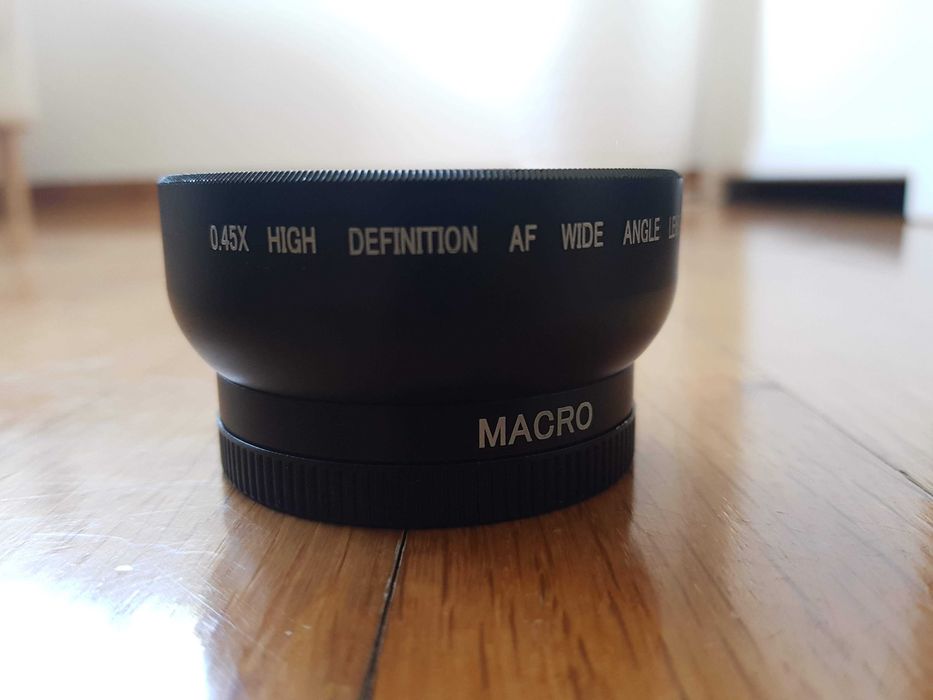 0.45X HIGH DEFINITION AF WIDE ANGLE
MACRO